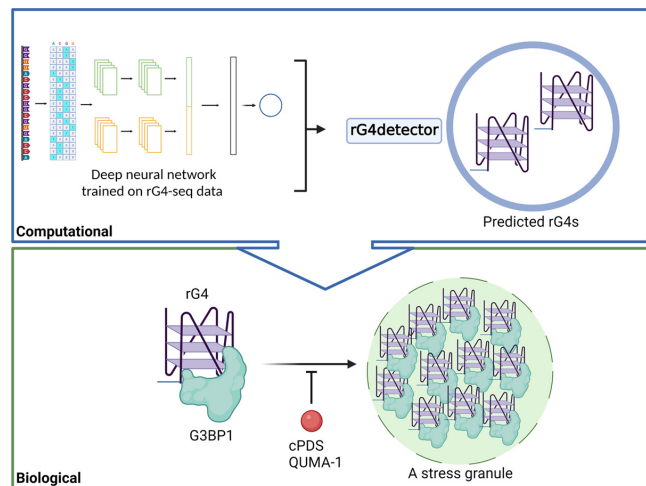 Deep neural network
trained on rG4-seq data
rG4detector
Predicted rG4s
Computational
rG4
G3BP1
cPDS
QUMA-1
A stress granule
Biological